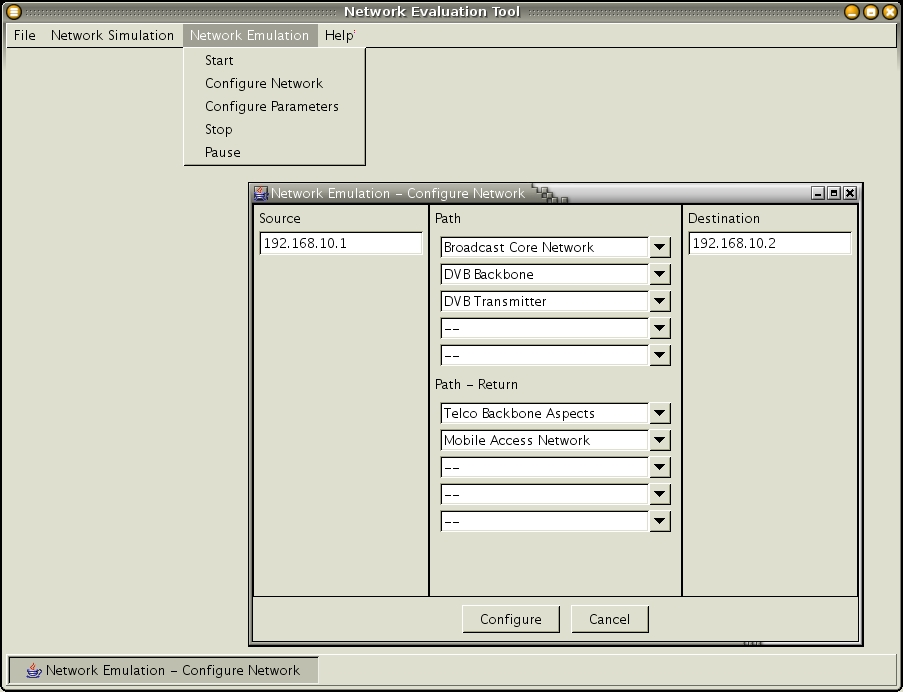 Network Evaluation Tool
File Network Simulation Network Emulation Help
Start
Configure Network
Configure Parameters
Stop
Pause
Network Emulation – Configure Network
Source
192.168.10.1
Path
Broadcast Core Network
DVB Backbone
DVB Transmitter
--
--
Path – Return
Telco Backbone Aspects
Mobile Access Network
--
--
--
Destination
192.168.10.2
Configure Cancel
Network Emulation – Configure Network